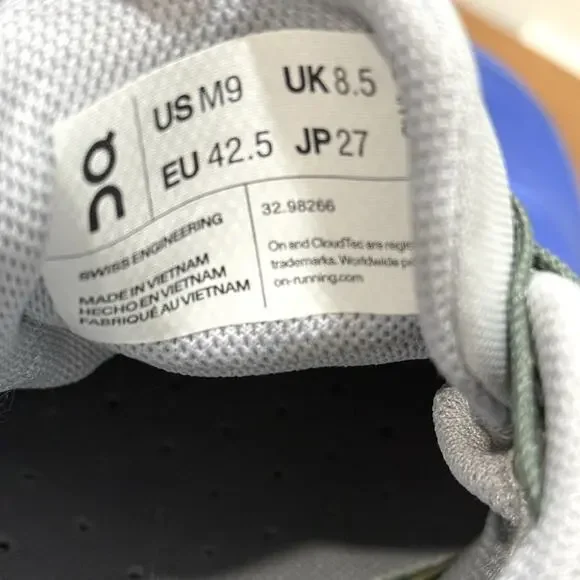 on
US M9 UK 8.5
EU 42.5 JP 27
SWISS ENGINEERING
MADE IN VIETNAM
HECHO EN VIETNAM
FABRIQUÉ AU VIETNAM
32.98266
On and CloudTec are
trademarks. Worldwide
on-running.com